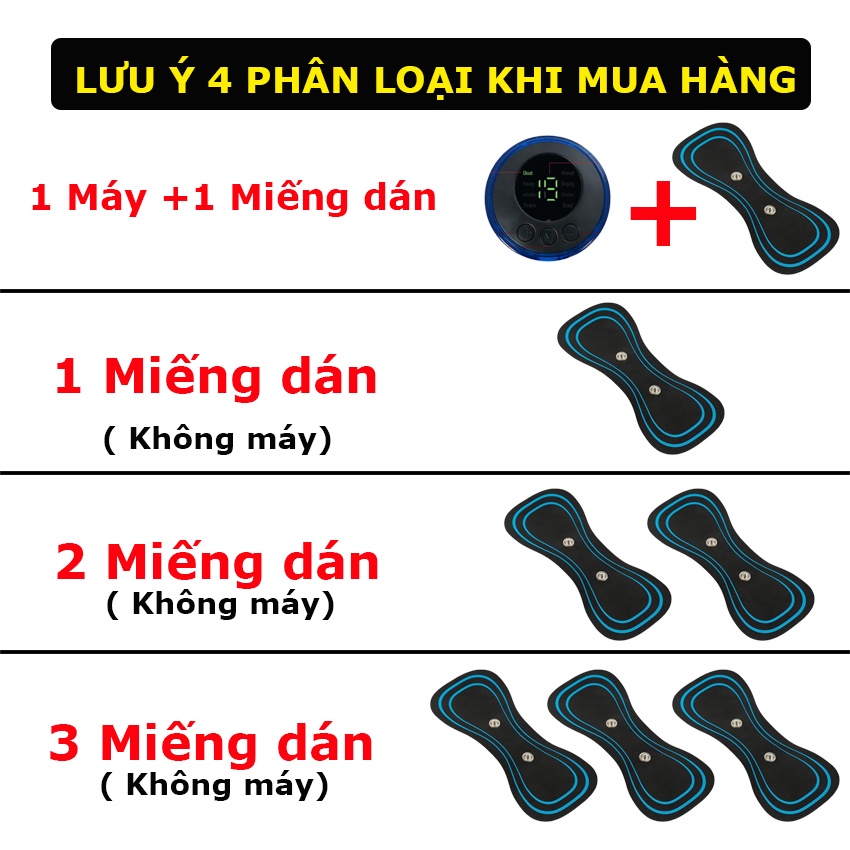 LƯU Ý 4 PHÂN LOẠI KHI MUA HÀNG
1 Máy +1 Miếng dán
19
1 Miếng dán
( Không máy)
2 Miếng dán
( Không máy)
3 Miếng dán
( Không máy)